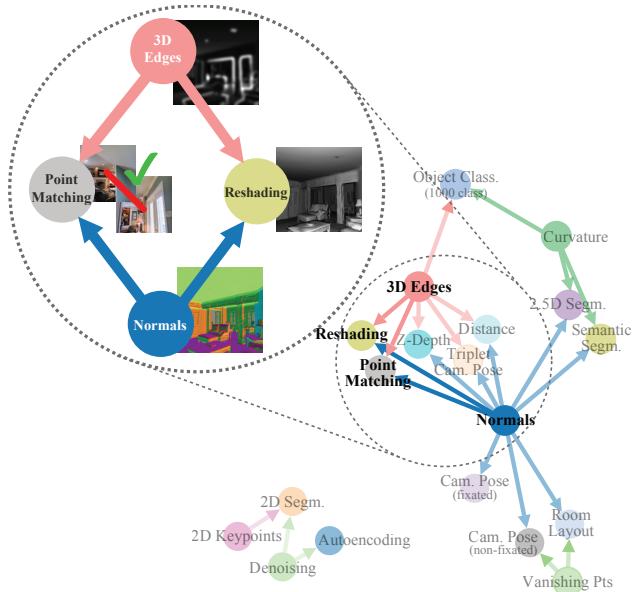 3D
Edges
Point
Matching
Reshading
Normals
Object Class.
(1000 class)
Curvature
3D Edges
2.5D Segm.
Reshading
Z-Depth
Distance
Semantic
Segm.
Triplet
Cam. Pose
Point
Matching
Normals
Cam. Pose
(fixated)
2D Segm.
Room
Layout
2D Keypoints
Autoencoding
Cam. Pose
(non-fixated)
Denoising
Vanishing Pts